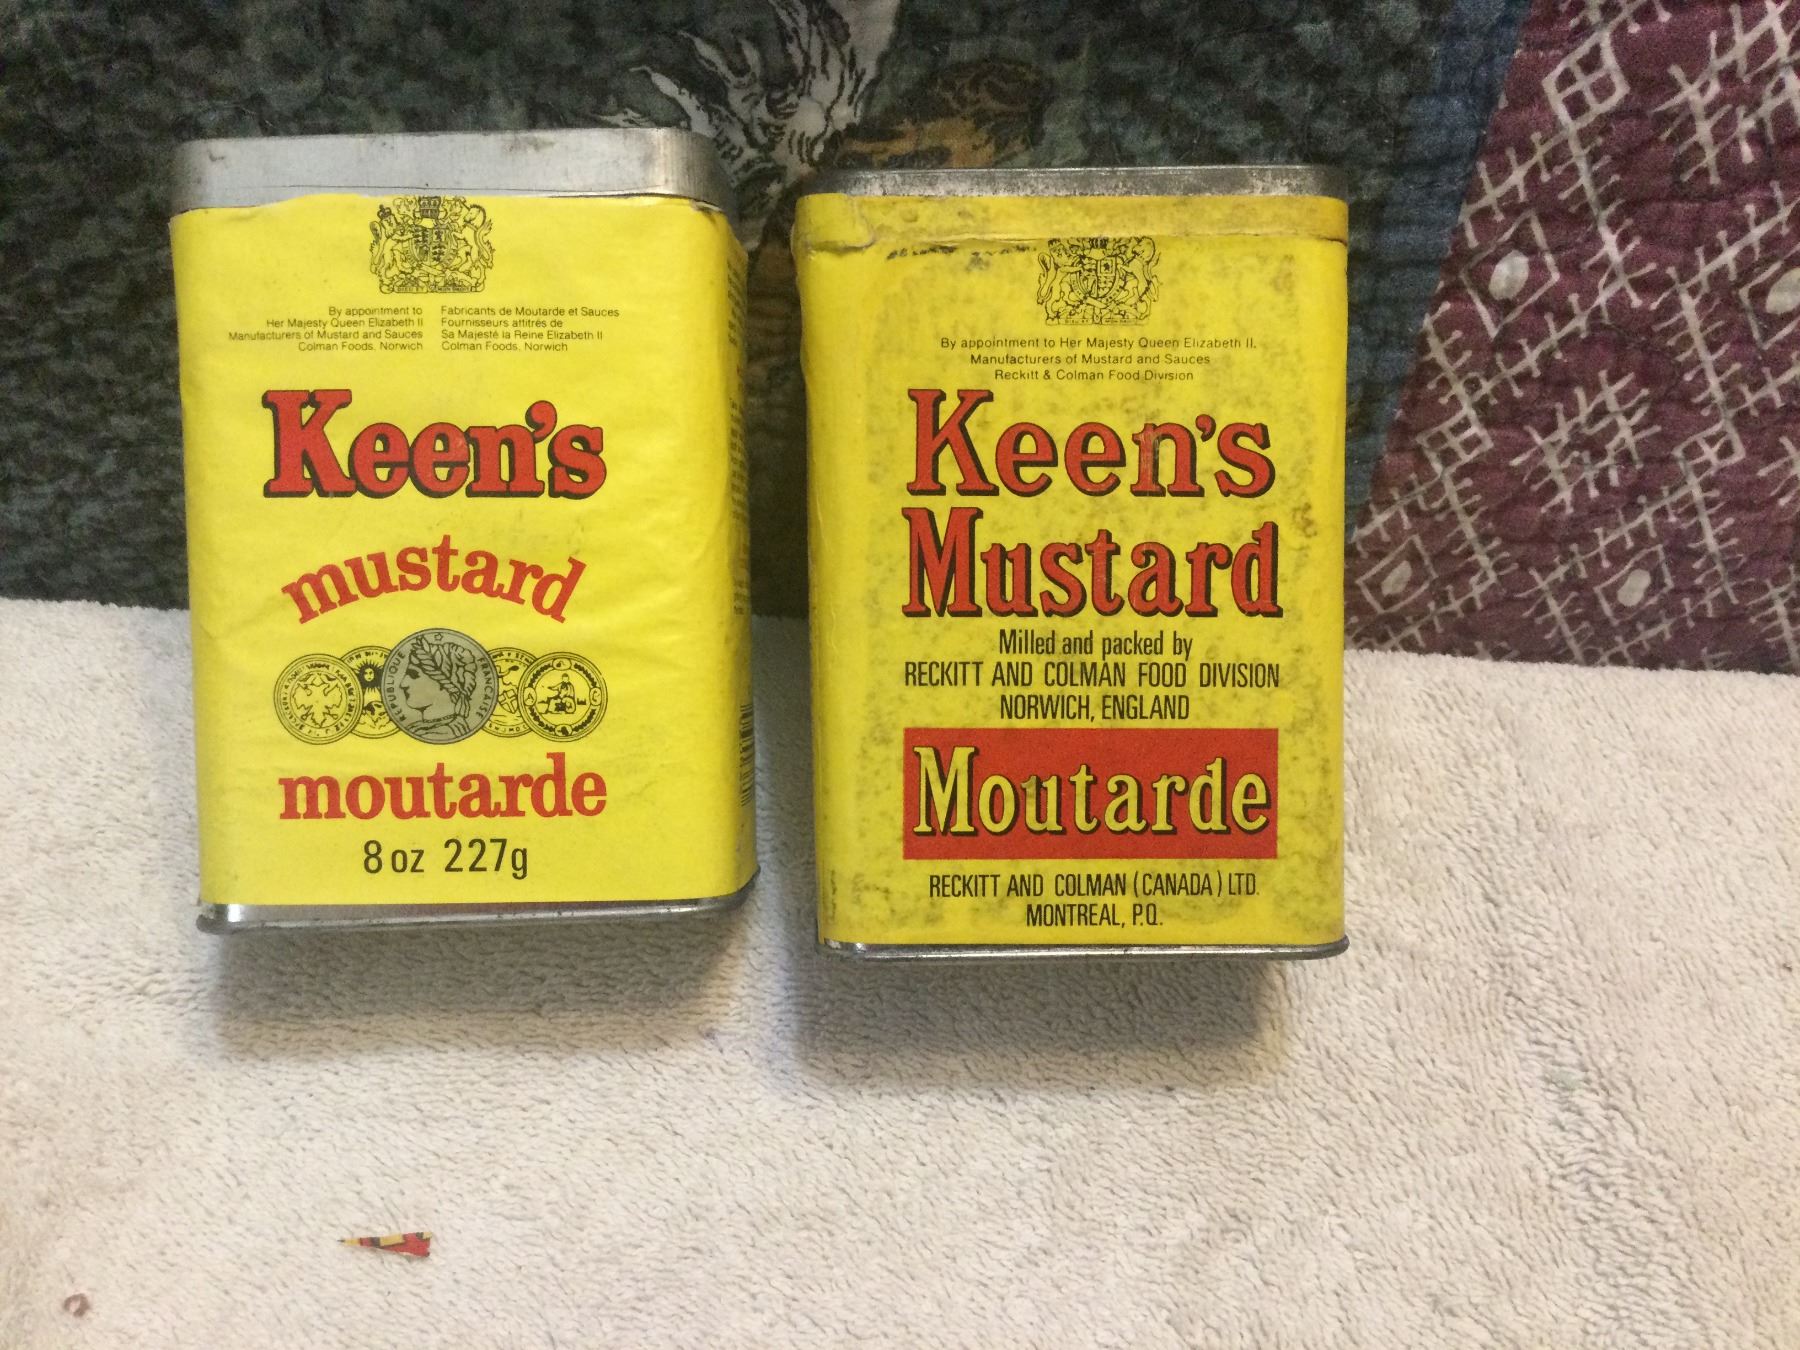 By appointment to
Her Majesty Queen Elizabeth II
Manufacturers of Mustard and Sauces
Colman Foods, Norwich
Fabricants de Moutarde et Sauces
Fournisseurs attitrés de
Sa Majesté la Reine Elizabeth II
Colman Foods, Norwich
Keen's
mustard
REPUBLIQUE FRANCAISE
moutarde
8 oz 227g
By appointment to Her Majesty Queen Elizabeth II.
Manufacturers of Mustard and Sauces
Reckitt & Colman Food Division
Keen's
Mustard
Milled and packed by
RECKITT AND COLMAN FOOD DIVISION
NORWICH, ENGLAND
Moutarde
RECKITT AND COLMAN (CANADA) LTD.
MONTREAL, P.Q.